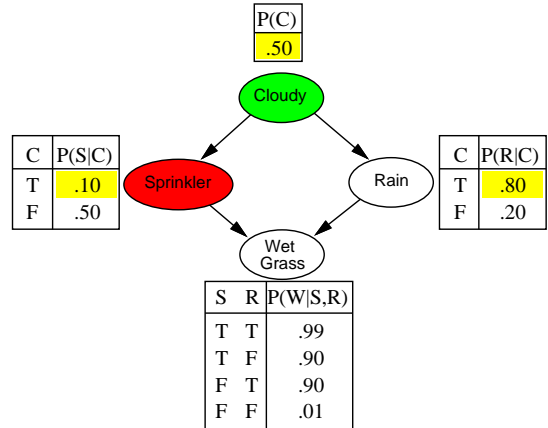 P(C)
.50
Cloudy
C P(S|C)
T .10
F .50
Sprinkler
Rain
C P(R|C)
T .80
F .20
Wet
Grass
S R P(W|S,R)
T T .99
T F .90
F T .90
F F .01